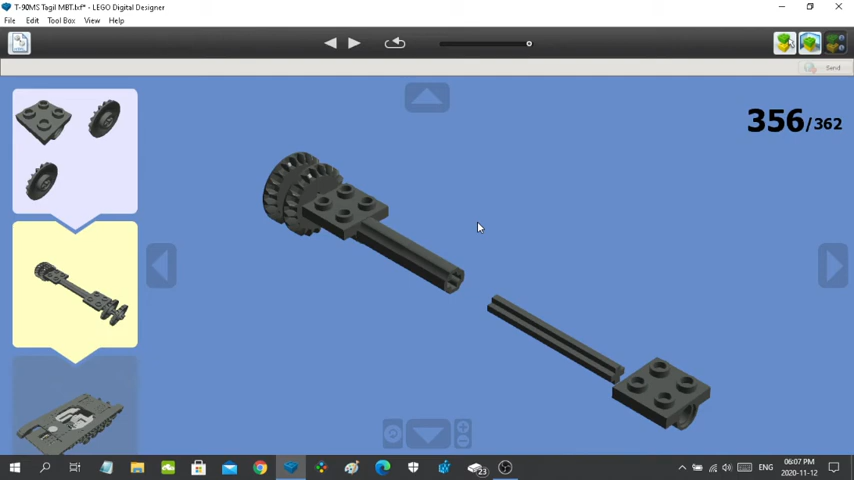 T-90MS Tagil MBT.lxf* - LEGO Digital Designer
File Edit Tool Box View Help
Send
356/362
23
ENG
06:07 PM
2020-11-12